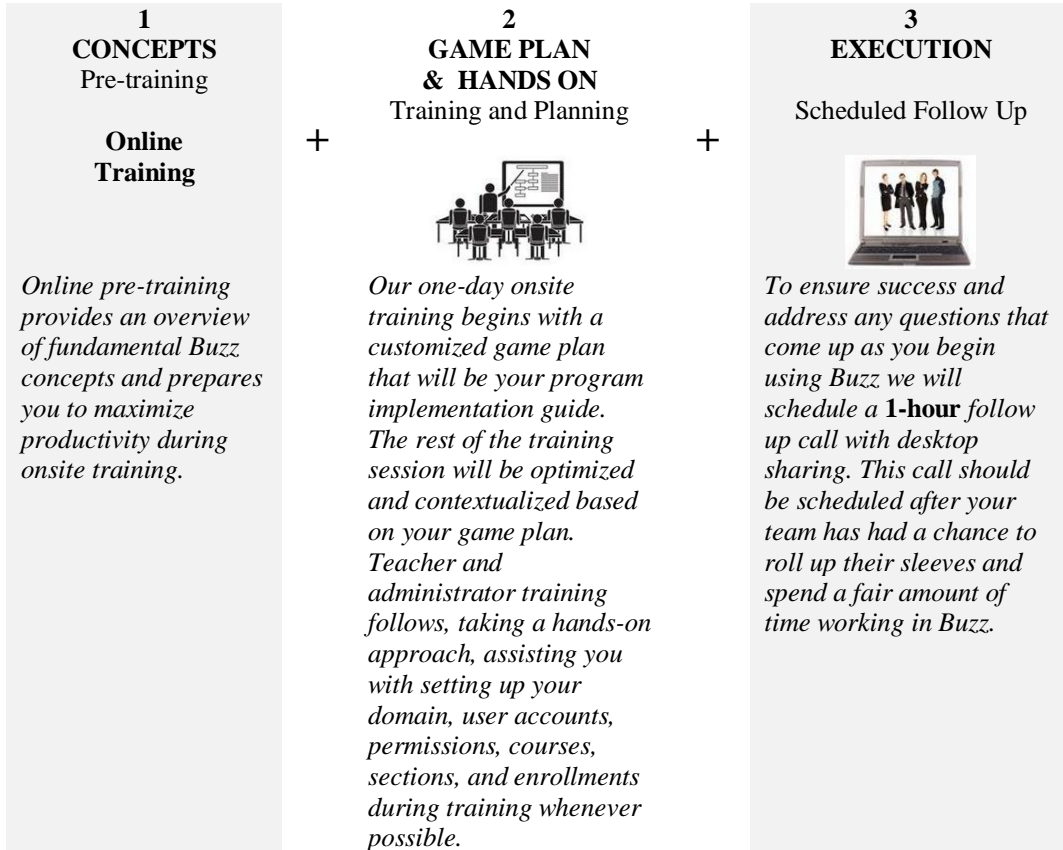 1
CONCEPTS
Pre-training
Online
Training
Online pre-training
provides an overview
of fundamental Buzz
concepts and prepares
you to maximize
productivity during
onsite training.
+
2
GAME PLAN
& HANDS ON
Training and Planning
Our one-day onsite
training begins with a
customized game plan
that will be your program
implementation guide.
The rest of the training
session will be optimized
and contextualized based
on your game plan.
Teacher and
administrator training
follows, taking a hands-on
approach, assisting you
with setting up your
domain, user accounts,
permissions, courses,
sections, and enrollments
during training whenever
possible.
+
3
EXECUTION
Scheduled Follow Up
To ensure success and
address any questions that
come up as you begin
using Buzz we will
schedule a 1-hour follow
up call with desktop
sharing. This call should
be scheduled after your
team has had a chance to
roll up their sleeves and
spend a fair amount of
time working in Buzz.